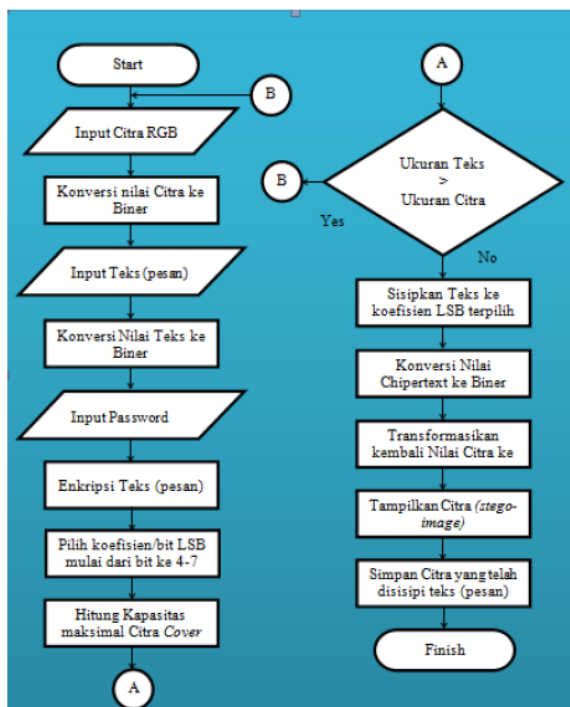 Start
B
Input Citra RGB
Konversi nilai Citra ke
Biner
Input Teks (pesan)
Konversi Nilai Teks ke
Biner
Input Password
Enkripsi Teks (pesan)
Pilih koefisien/bit LSB
mulai dari bit ke 4-7
Hitung Kapasitas
maksimal Citra Cover
A
A
Ukuran Teks
>
Ukuran Citra
B
Yes
No
Sisipkan Teks ke
koefisien LSB terpilih
Konversi Nilai
Chipertext ke Biner
Transformasikan
kembali Nilai Citra ke
Tampilkan Citra (stego-
image)
Simpan Citra yang telah
disisipi teks (pesan)
Finish